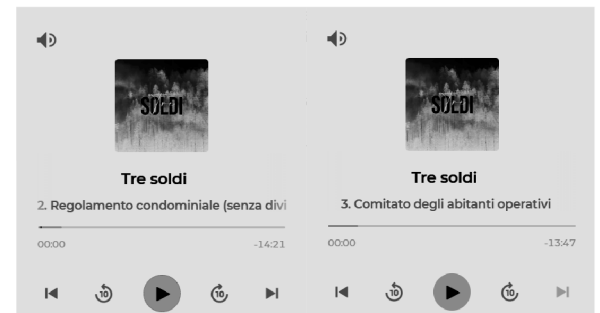 SOLDI
Tre soldi
2. Regolamento condominiale (senza divi
00:00
-14:21
10
10
SOLDI
Tre soldi
3. Comitato degli abitanti operativi
00:00
-13:47
10
10